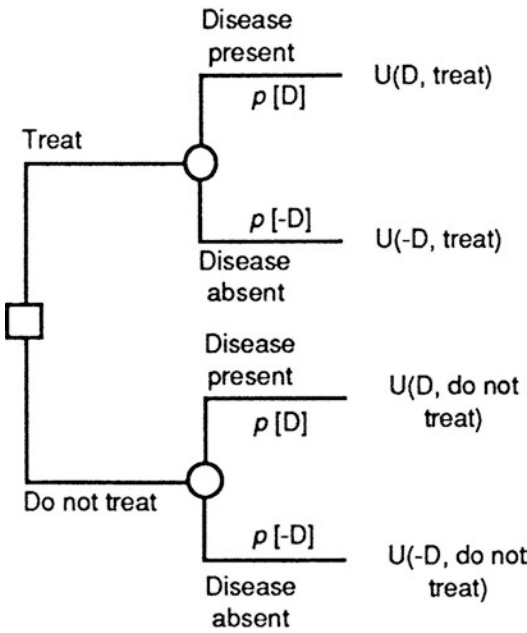 Disease
present
p [D]
U(D, treat)
Treat
p [-D]
U(-D, treat)
Disease
absent
Disease
present
p [D]
U(D, do not
treat)
Do not treat
p [-D]
U(-D, do not
treat)
Disease
absent